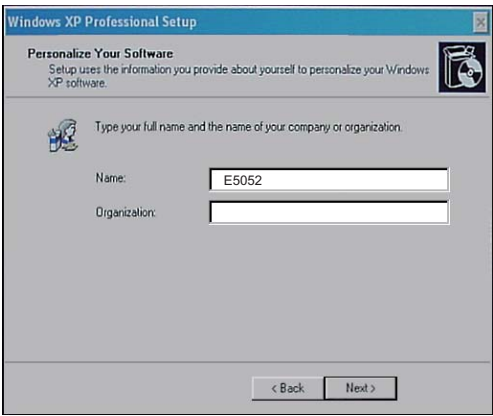 Windows XP Professional Setup
Personalize Your Software
Setup uses the information you provide about yourself to personalize your Windows
XP software.
Type your full name and the name of your company or organization.
Name:
E5052
Organization:
< Back
Next >